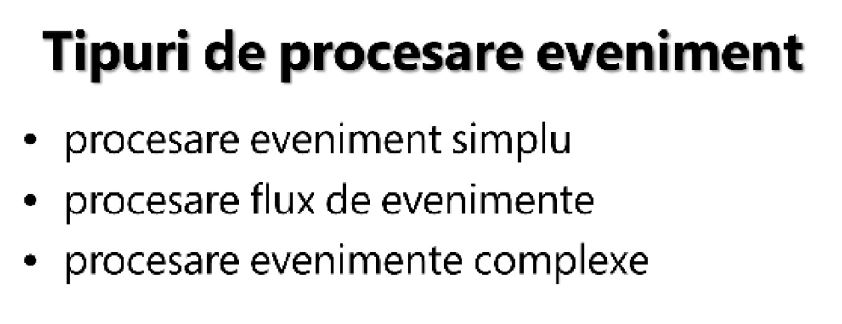 Tipuri de procesare eveniment
• procesare eveniment simplu
• procesare flux de evenimente
• procesare evenimente complexe